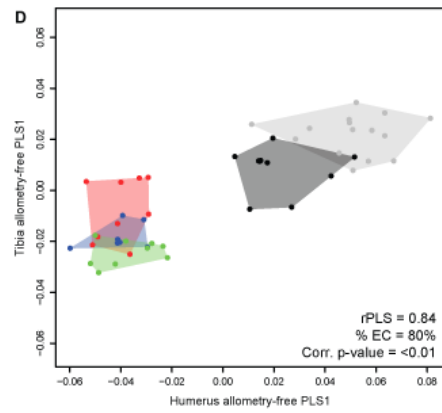 D
Tibia allometry-free PLS1
0.06
0.04
0.02
0.00
−0.02
−0.04
−0.06
rPLS = 0.84
% EC = 80%
Corr. p-value = <0.01
−0.06 −0.04 −0.02 0.00 0.02 0.04 0.06 0.08
Humerus allometry-free PLS1